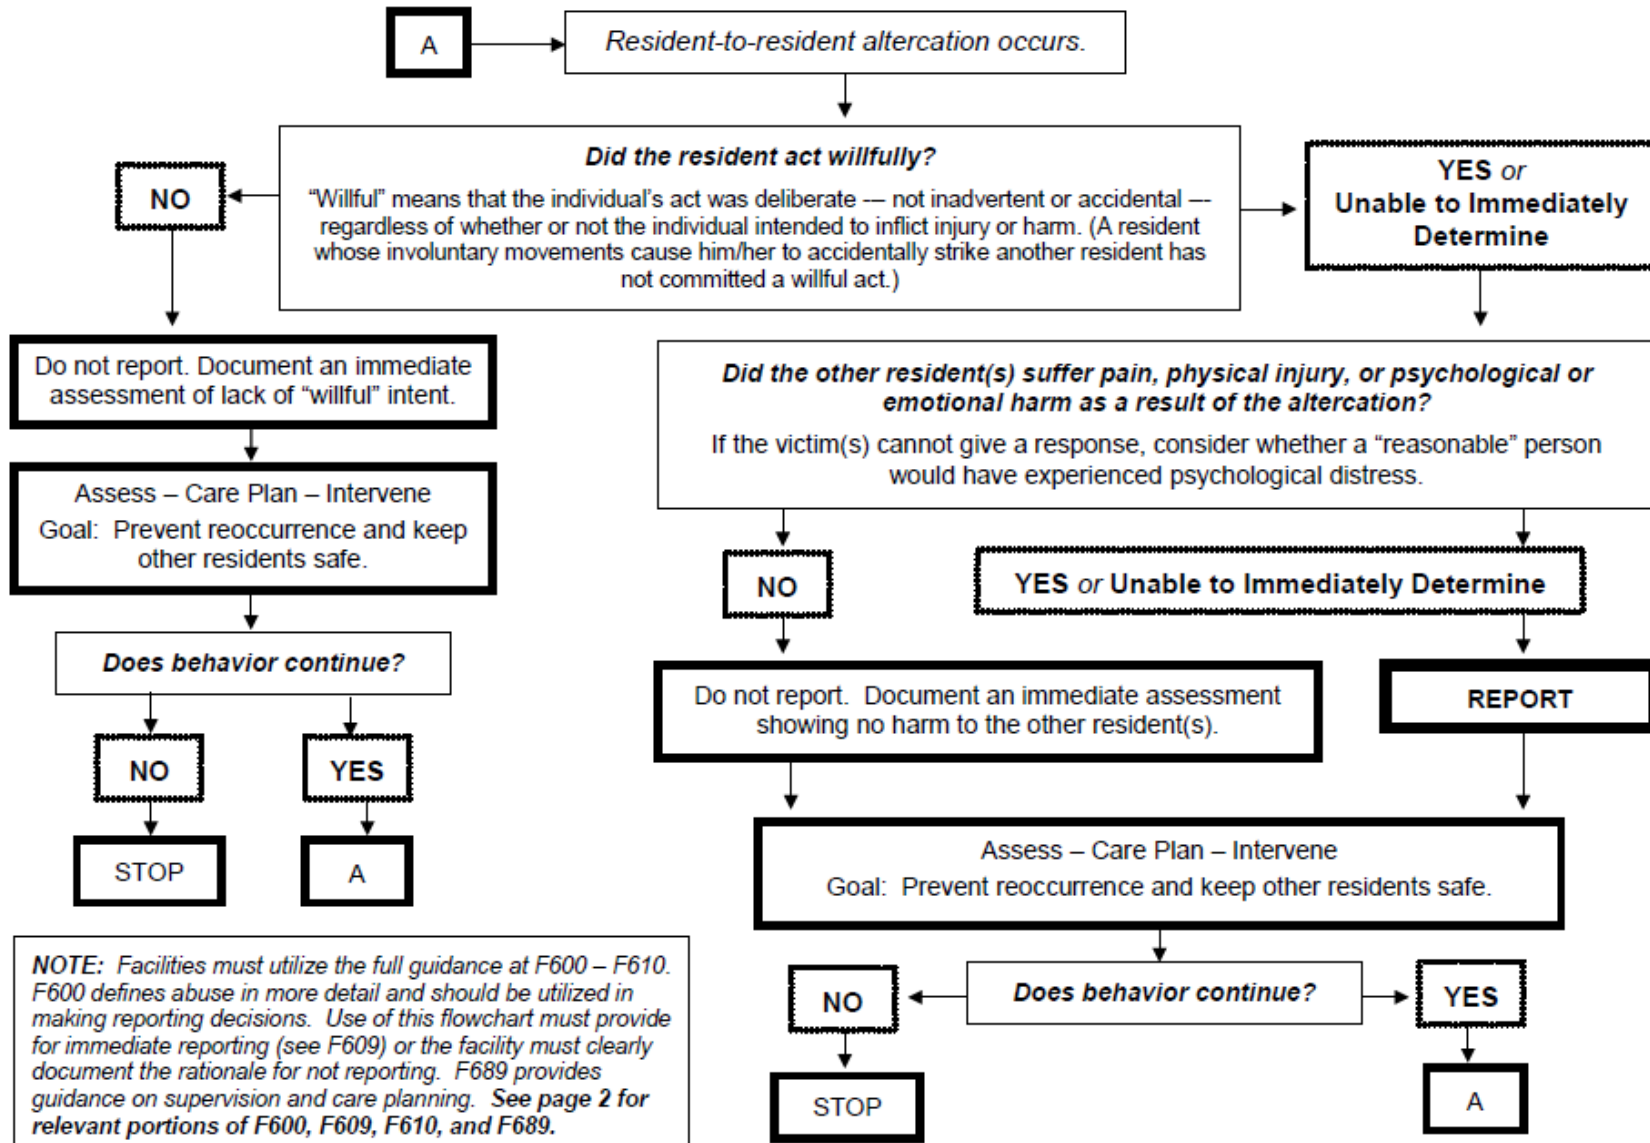 A
Resident-to-resident altercation occurs.
Did the resident act willfully?
“Willful” means that the individual’s act was deliberate --- not inadvertent or accidental ---
regardless of whether or not the individual intended to inflict injury or harm. (A resident
whose involuntary movements cause him/her to accidentally strike another resident has
not committed a willful act.)
NO
YES or
Unable to Immediately
Determine
Do not report. Document an immediate
assessment of lack of “willful” intent.
Assess – Care Plan – Intervene
Goal: Prevent reoccurrence and keep
other residents safe.
Does behavior continue?
NO
YES
STOP
A
Did the other resident(s) suffer pain, physical injury, or psychological or
emotional harm as a result of the altercation?
If the victim(s) cannot give a response, consider whether a “reasonable” person
would have experienced psychological distress.
NO
YES or Unable to Immediately Determine
Do not report. Document an immediate assessment
showing no harm to the other resident(s).
REPORT
Assess – Care Plan – Intervene
Goal: Prevent reoccurrence and keep other residents safe.
Does behavior continue?
NO
YES
STOP
A
NOTE: Facilities must utilize the full guidance at F600 – F610.
F600 defines abuse in more detail and should be utilized in
making reporting decisions. Use of this flowchart must provide
for immediate reporting (see F609) or the facility must clearly
document the rationale for not reporting. F689 provides
guidance on supervision and care planning. See page 2 for
relevant portions of F600, F609, F610, and F689.